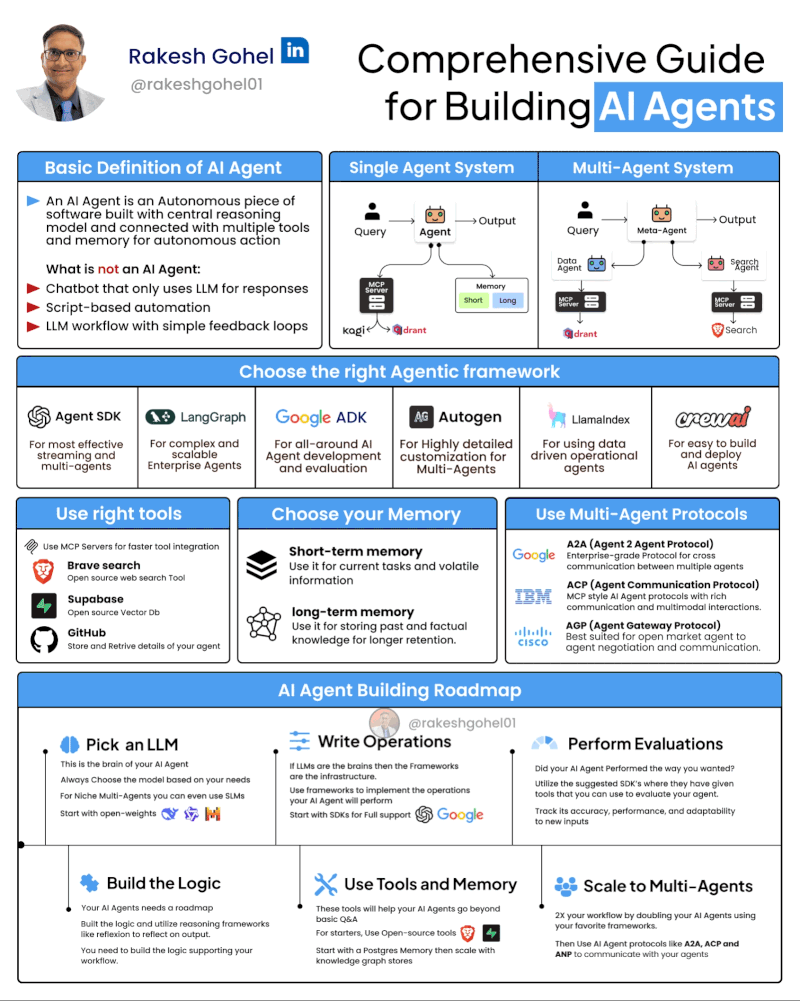 Rakesh Gohel in
@rakeshgohel01
Comprehensive Guide
for Building AI Agents
Basic Definition of AI Agent
An AI Agent is an Autonomous piece of
software built with central reasoning
model and connected with multiple tools
and memory for autonomous action
What is not an AI Agent:
Chatbot that only uses LLM for responses
Script-based automation
LLM workflow with simple feedback loops
Single Agent System
Query
Agent
Output
MCP
Server
Memory
Short
Long
kagi
drant
Multi-Agent System
Query
Meta-Agent
Output
Data
Agent
Search
Agent
MCP
Server
MCP
Server
drant
Search
Choose the right Agentic framework
Agent SDK
For most effective
streaming and
multi-agents
LangGraph
For complex and
scalable
Enterprise Agents
Google ADK
For all-around AI
Agent development
and evaluation
AG Autogen
For Highly detailed
customization for
Multi-Agents
LlamaIndex
For using data
driven operational
agents
crewai
For easy to build
and deploy
AI agents
Use right tools
Use MCP Servers for faster tool integration
Brave search
Open source web search Tool
Supabase
Open source Vector Db
GitHub
Store and Retrive details of your agent
Choose your Memory
Short-term memory
Use it for current tasks and volatile
information
long-term memory
Use it for storing past and factual
knowledge for longer retention.
Use Multi-Agent Protocols
Google
A2A (Agent 2 Agent Protocol)
Enterprise-grade Protocol for cross
communication between multiple agents
IBM
ACP (Agent Communication Protocol)
MCP style AI Agent protocols with rich
communication and multimodal interactions.
CISCO
AGP (Agent Gateway Protocol)
Best suited for open market agent to
agent negotiation and communication.
AI Agent Building Roadmap
@rakeshgohel01
Pick an LLM
This is the brain of your AI Agent
Always Choose the model based on your needs
For Niche Multi-Agents you can even use SLMs
Start with open-weights
Write Operations
If LLMs are the brains then the Frameworks
are the infrastructure.
Use frameworks to implement the operations
your AI Agent will perform
Start with SDKs for Full support Google
Perform Evaluations
Did your AI Agent Performed the way you wanted?
Utilize the suggested SDK's where they have given
tools that you can use to evaluate your agent.
Track its accuracy, performance, and adaptability
to new inputs
Build the Logic
Your AI Agents needs a roadmap
Built the logic and utilize reasoning frameworks
like reflexion to reflect on output.
You need to build the logic supporting your
workflow.
Use Tools and Memory
These tools will help your AI Agents go beyond
basic Q&A
For starters, Use Open-source tools
Start with a Postgres Memory then scale with
knowledge graph stores
Scale to Multi-Agents
2X your workflow by doubling your AI Agents using
your favorite frameworks.
Then Use AI Agent protocols like A2A, ACP and
ANP to communicate with your agents